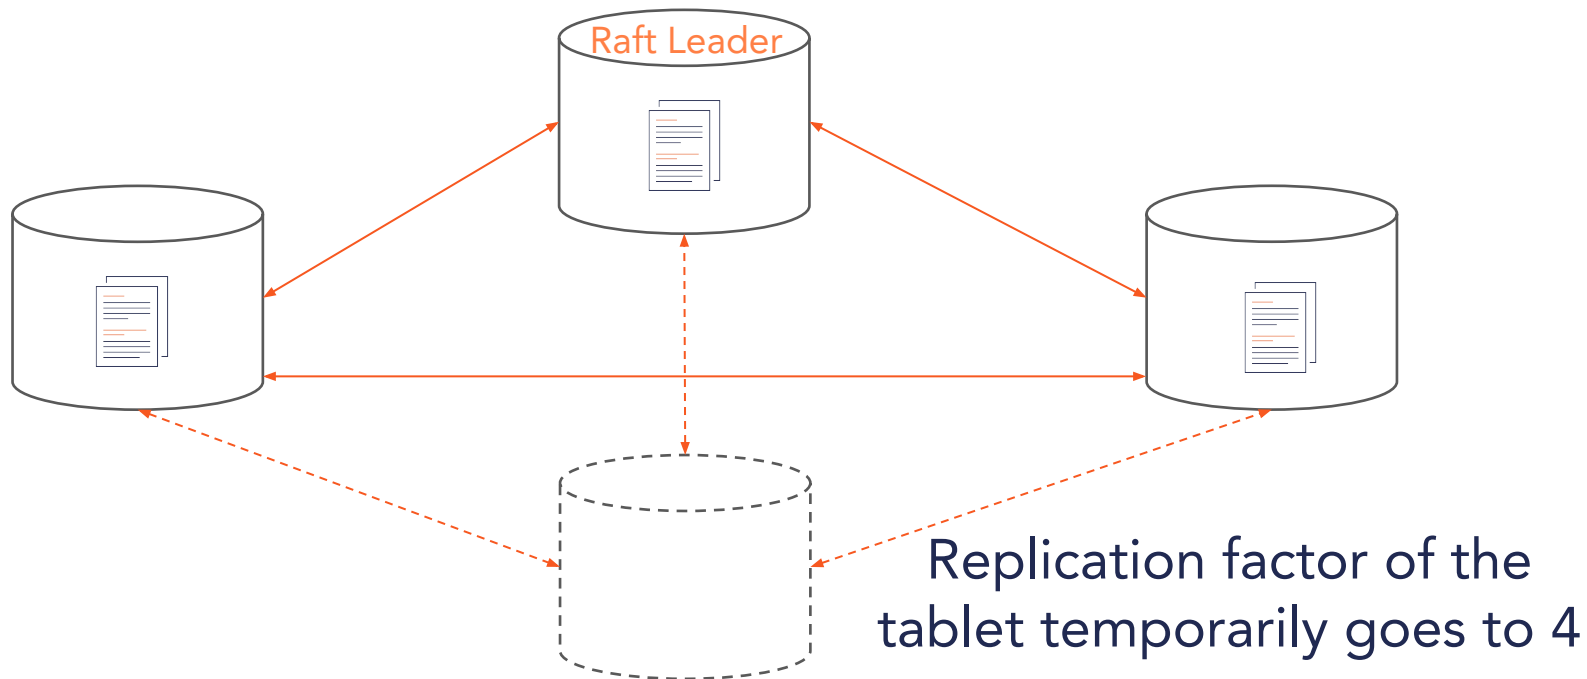 Raft Leader
Replication factor of the
tablet temporarily goes to 4